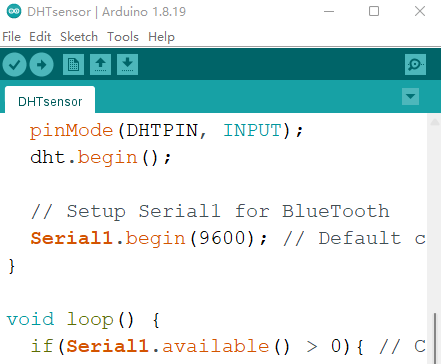 DHTsensor | Arduino 1.8.19
File Edit Sketch Tools Help
DHTsensor
pinMode(DHTPIN, INPUT);
dht.begin();
// Setup Serial1 for BlueTooth
Serial1.begin(9600); // Default c
}
void loop() {
if(Serial1.available() > 0){ // C